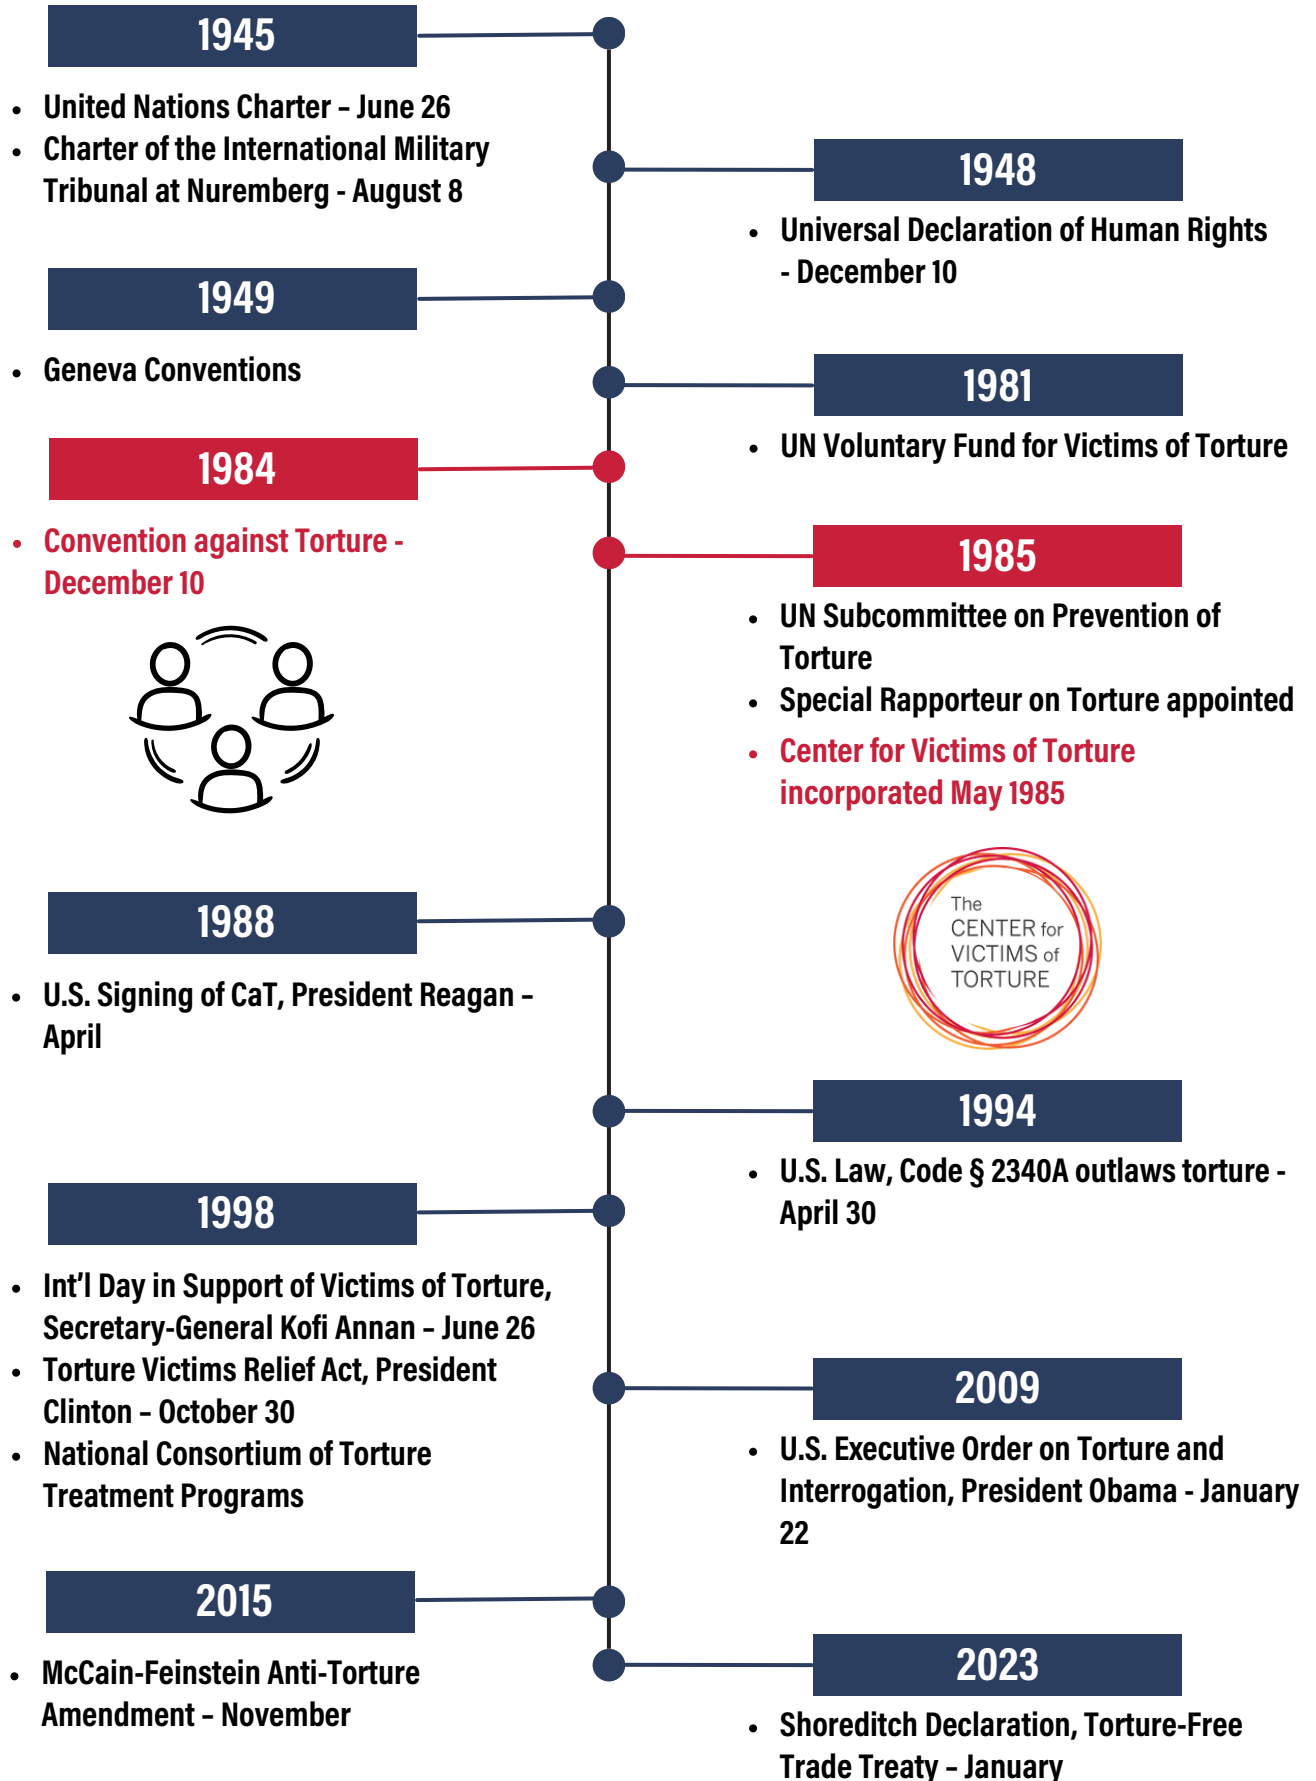 1945
• United Nations Charter – June 26
• Charter of the International Military
Tribunal at Nuremberg - August 8
1948
• Universal Declaration of Human Rights
- December 10
1949
• Geneva Conventions
1981
• UN Voluntary Fund for Victims of Torture
1984
• Convention against Torture -
December 10
1985
• UN Subcommittee on Prevention of
Torture
• Special Rapporteur on Torture appointed
• Center for Victims of Torture
incorporated May 1985
The
CENTER for
VICTIMS of
TORTURE
1988
• U.S. Signing of CaT, President Reagan –
April
1994
• U.S. Law, Code § 2340A outlaws torture -
April 30
1998
• Int’l Day in Support of Victims of Torture,
Secretary-General Kofi Annan – June 26
• Torture Victims Relief Act, President
Clinton – October 30
• National Consortium of Torture
Treatment Programs
2009
• U.S. Executive Order on Torture and
Interrogation, President Obama - January
22
2015
• McCain-Feinstein Anti-Torture
Amendment – November
2023
• Shoreditch Declaration, Torture-Free
Trade Treaty – January